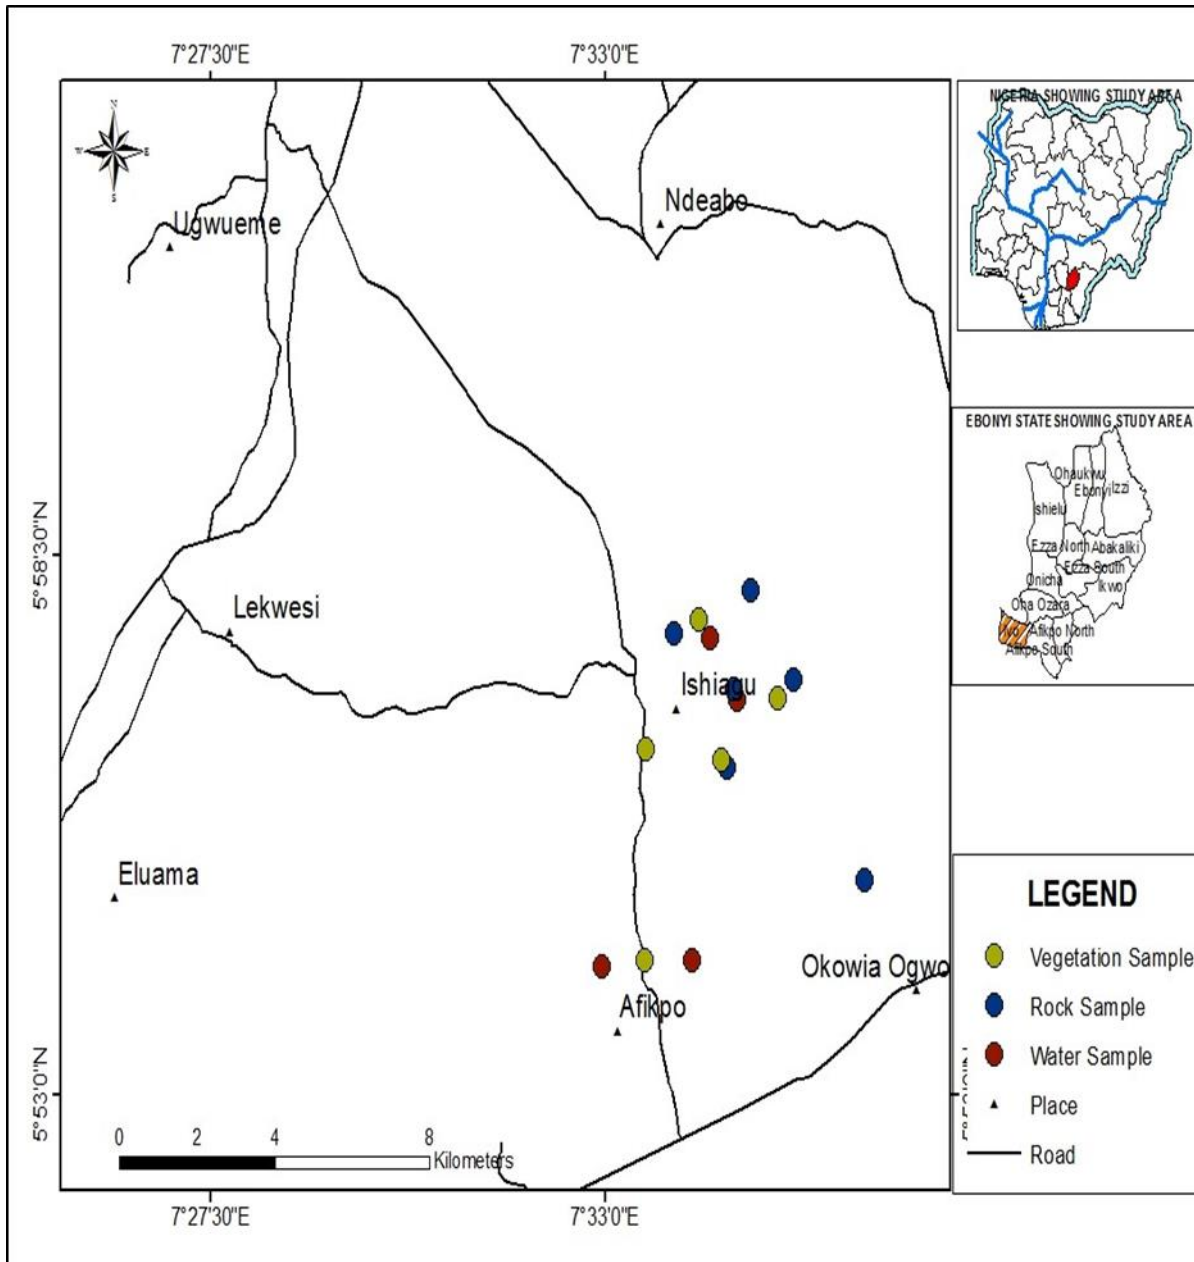 7°27'30"E
7°33'0"E
N
W
E
S
Ndeabo
Ugwueme
5°58'30"N
Lekwesi
Ishiagu
Eluama
Okowia Ogwo
Afikpo
5°53'0"N
0 2 4 8
Kilometers
7°27'30"E
7°33'0"E
NIGERIA SHOWING STUDY AREA
EBONYI STATE SHOWING STUDY AREA
Ohaukwu
Ebonyi
Izzi
Ishielu
Ezza North
Abakaliki
Ezza South
Onicha
Ikwo
Oha Ozara
Ivo
Afikpo North
Afikpo South
LEGEND
Vegetation Sample
Rock Sample
Water Sample
Place
Road